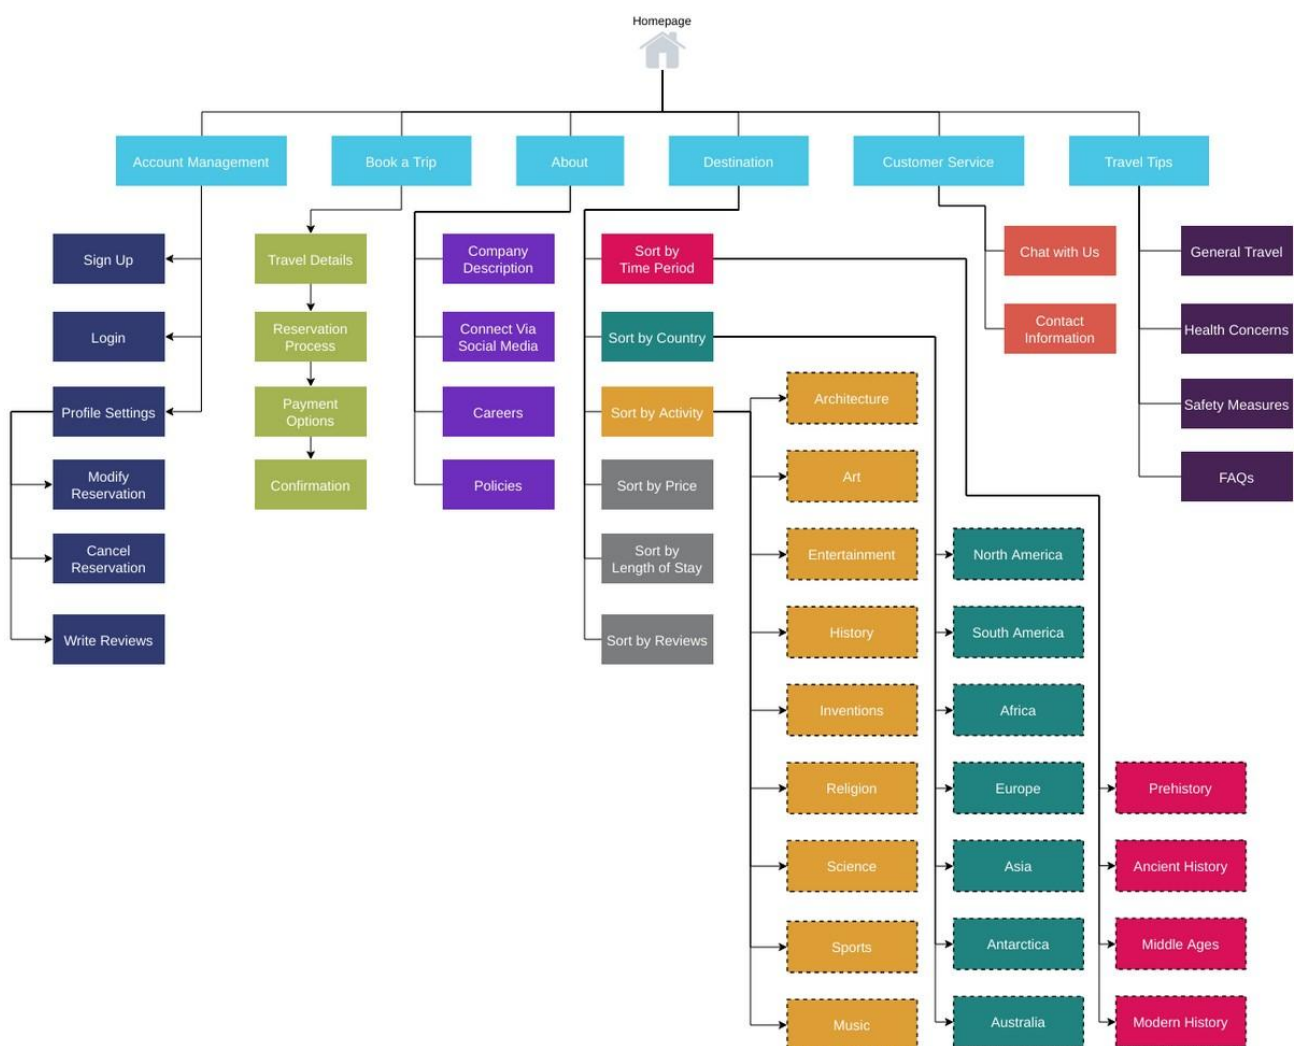 Homepage
Account Management
Book a Trip
About
Destination
Customer Service
Travel Tips
Sign Up
Login
Profile Settings
Modify
Reservation
Cancel
Reservation
Write Reviews
Travel Details
Reservation
Process
Payment
Options
Confirmation
Company
Description
Connect Via
Social Media
Careers
Policies
Sort by
Time Period
Sort by Country
Sort by Activity
Sort by Price
Sort by
Length of Stay
Sort by Reviews
Architecture
Art
Entertainment
History
Inventions
Religion
Science
Sports
Music
North America
South America
Africa
Europe
Asia
Antarctica
Australia
Prehistory
Ancient History
Middle Ages
Modern History
Chat with Us
Contact
Information
General Travel
Health Concerns
Safety Measures
FAQs